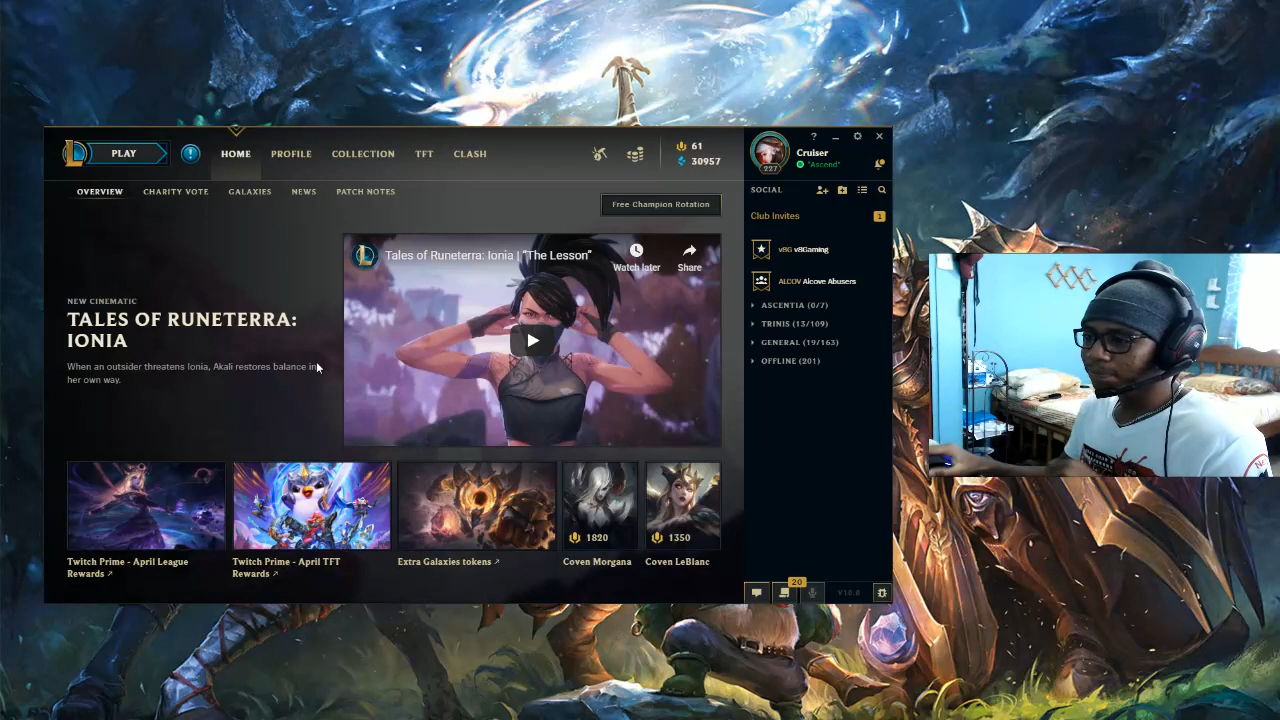 PLAY
HOME
PROFILE
COLLECTION
TFT
CLASH
61
30957
?
227
Cruiser
"Ascend"
OVERVIEW
CHARITY VOTE
GALAXIES
NEWS
PATCH NOTES
Free Champion Rotation
SOCIAL
Club Invites
1
v8G v8Gaming
ALCOV Alcove Abusers
ASCENTIA (0/7)
TRINIS (13/109)
GENERAL (19/163)
OFFLINE (201)
Tales of Runeterra: Ionia | "The Lesson"
Watch later
Share
NEW CINEMATIC
TALES OF RUNETERRA:
IONIA
When an outsider threatens Ionia, Akali restores balance in
her own way.
1820
1350
Twitch Prime - April League
Rewards
Twitch Prime - April TFT
Rewards
Extra Galaxies tokens
Coven Morgana
Coven LeBlanc
20
V10.8